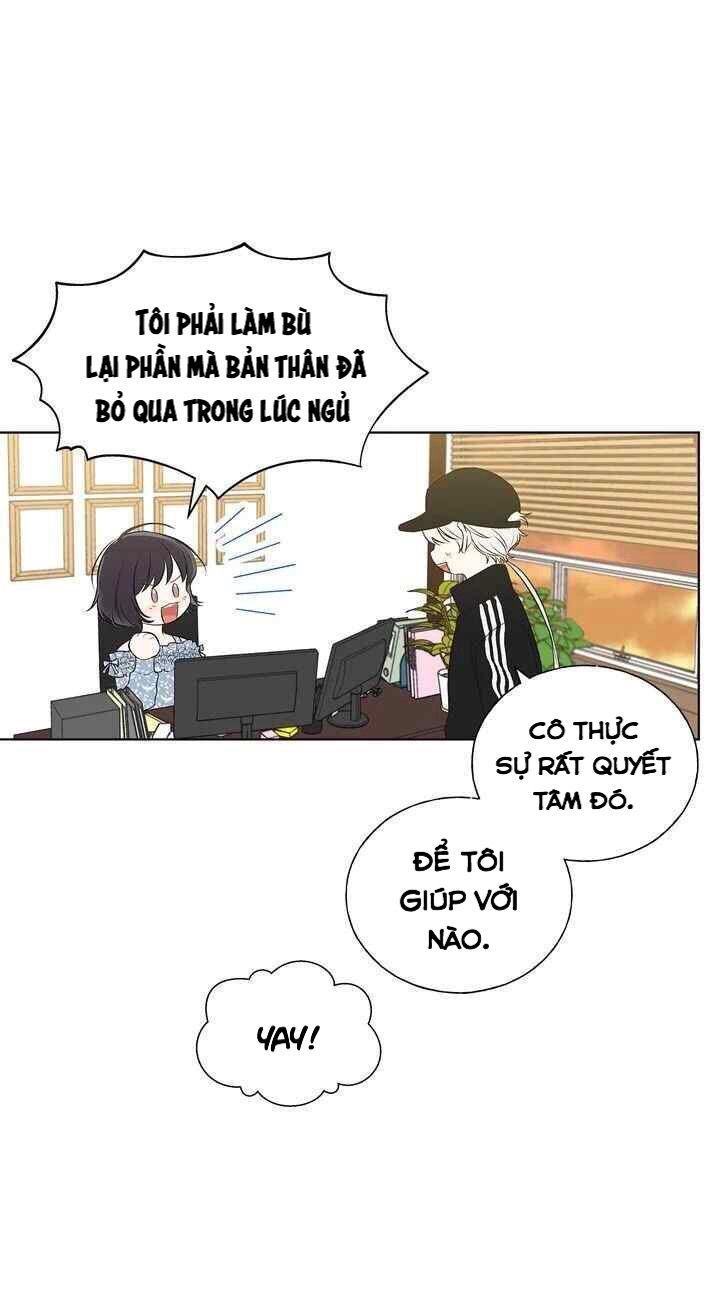 TÔI PHẢI LÀM BÙ
LẠI PHẦN MÀ BẢN THÂN ĐÃ
BỎ QUA TRONG LÚC NGỦ
CÔ THỰC
SỰ RẤT QUYẾT
TÂM ĐÓ.
ĐỂ TÔI
GIÚP VỚI
NÀO.
YAY!